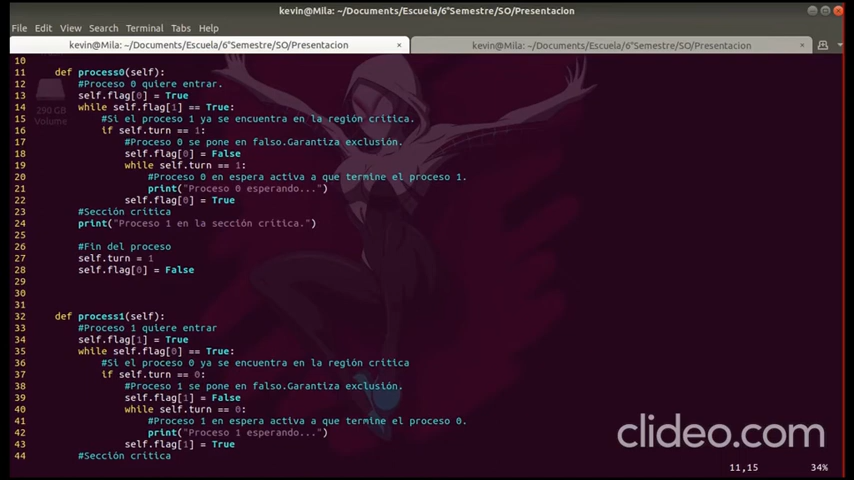 kevin@Mila: ~/Documents/Escuela/6°Semestre/SO/Presentacion
File Edit View Search Terminal Tabs Help
kevin@Mila: ~/Documents/Escuela/6°Semestre/SO/Presentacion × kevin@Mila: ~/Documents/Escuela/6°Semestre/SO/Presentacion ×
290 GB
Volume
10
11 def process0(self):
12 #Proceso 0 quiere entrar.
13 self.flag[0] = True
14 while self.flag[1] == True:
15 #Si el proceso 1 ya se encuentra en la región crítica.
16 if self.turn == 1:
17 #Proceso 0 se pone en falso.Garantiza exclusión.
18 self.flag[0] = False
19 while self.turn == 1:
20 #Proceso 0 en espera activa a que termine el proceso 1.
21 print("Proceso 0 esperando...")
22 self.flag[0] = True
23 #Sección crítica
24 print("Proceso 1 en la sección crítica.")
25
26 #Fin del proceso
27 self.turn = 1
28 self.flag[0] = False
29
30
31
32 def process1(self):
33 #Proceso 1 quiere entrar
34 self.flag[1] = True
35 while self.flag[0] == True:
36 #Si el proceso 0 ya se encuentra en la región crítica
37 if self.turn == 0:
38 #Proceso 1 se pone en falso.Garantiza exclusión.
39 self.flag[1] = False
40 while self.turn == 0:
41 #Proceso 1 en espera activa a que termine el proceso 0.
42 print("Proceso 1 esperando...")
43 self.flag[1] = True
44 #Sección crítica
11,15 34%
clideo.com